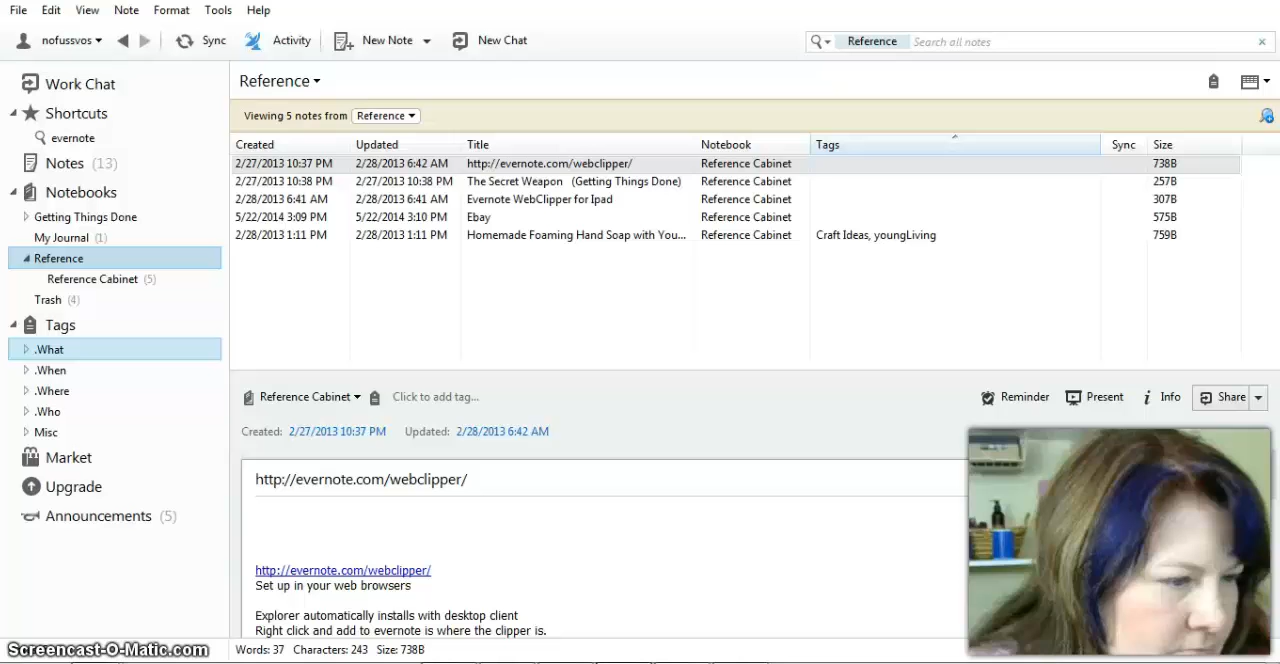 File Edit View Note Format Tools Help
nofussvos Sync Activity New Note New Chat Reference Search all notes
Work Chat
Shortcuts
evernote
Notes (13)
Notebooks
Getting Things Done
My Journal (1)
Reference
Reference Cabinet (5)
Trash (4)
Tags
.What
.When
.Where
.Who
Misc
Market
Upgrade
Announcements (5)
Reference
Viewing 5 notes from Reference
Created Updated Title Notebook Tags Sync Size
2/27/2013 10:37 PM 2/28/2013 6:42 AM http://evernote.com/webclipper/ Reference Cabinet 738B
2/27/2013 10:38 PM 2/27/2013 10:38 PM The Secret Weapon (Getting Things Done) Reference Cabinet 257B
2/28/2013 6:41 AM 2/28/2013 6:41 AM Evernote WebClipper for Ipad Reference Cabinet 307B
5/22/2014 3:09 PM 5/22/2014 3:10 PM Ebay Reference Cabinet 575B
2/28/2013 1:11 PM 2/28/2013 1:11 PM Homemade Foaming Hand Soap with You... Reference Cabinet Craft Ideas, youngLiving 759B
Reference Cabinet Click to add tag... Reminder Present Info Share
Created: 2/27/2013 10:37 PM Updated: 2/28/2013 6:42 AM
http://evernote.com/webclipper/
http://evernote.com/webclipper/
Set up in your web browsers
Explorer automatically installs with desktop client
Right click and add to evernote is where the clipper is.
Words: 37 Characters: 243 Size: 738B
Screencast-O-Matic.com